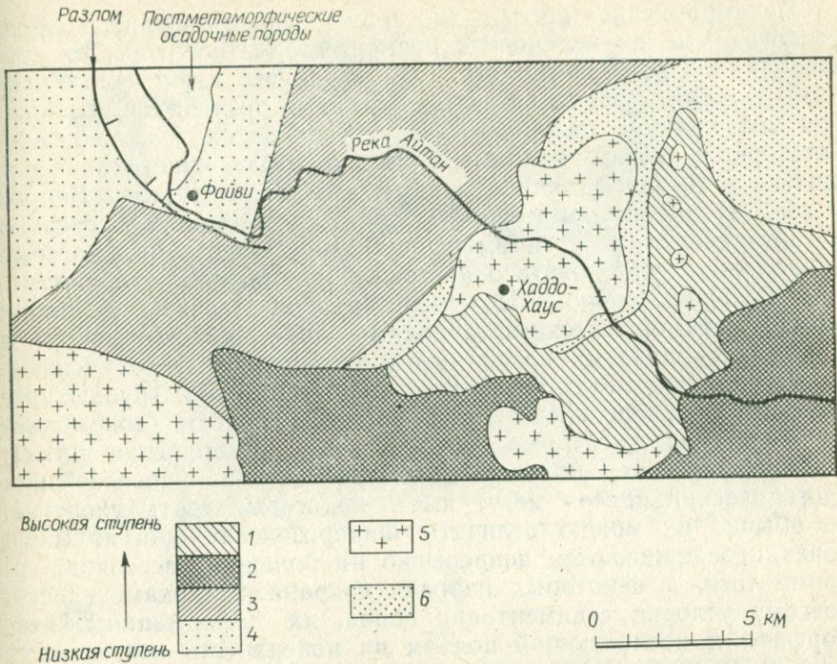 Разлом
Постметаморфические
осадочные породы
Файви
Река Айтан
Хаддо-
Хаус
Высокая ступень
Низкая ступень
1
2
3
4
5
6
0 5 км